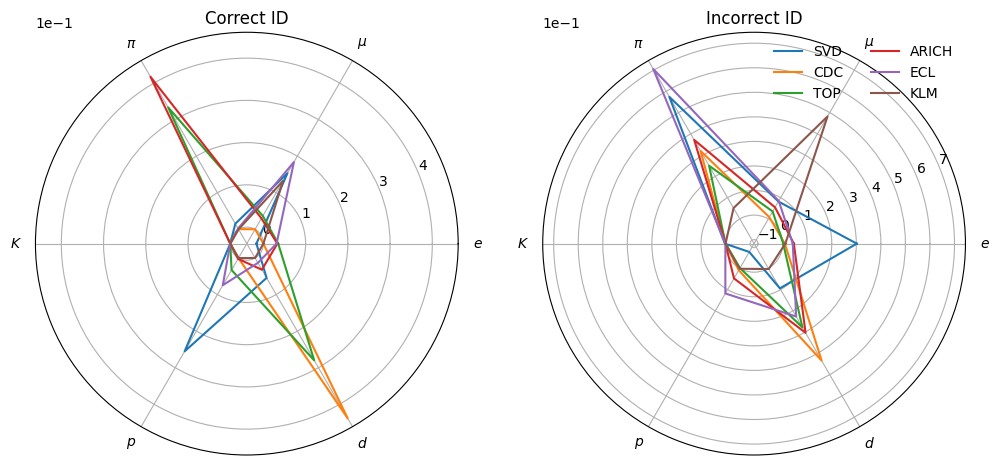 Correct ID
1e−1
π
μ
K
e
p
d
0
1
2
3
4
Incorrect ID
1e−1
π
μ
K
e
p
d
−1
0
1
2
3
4
5
6
7
SVD
CDC
TOP
ARICH
ECL
KLM